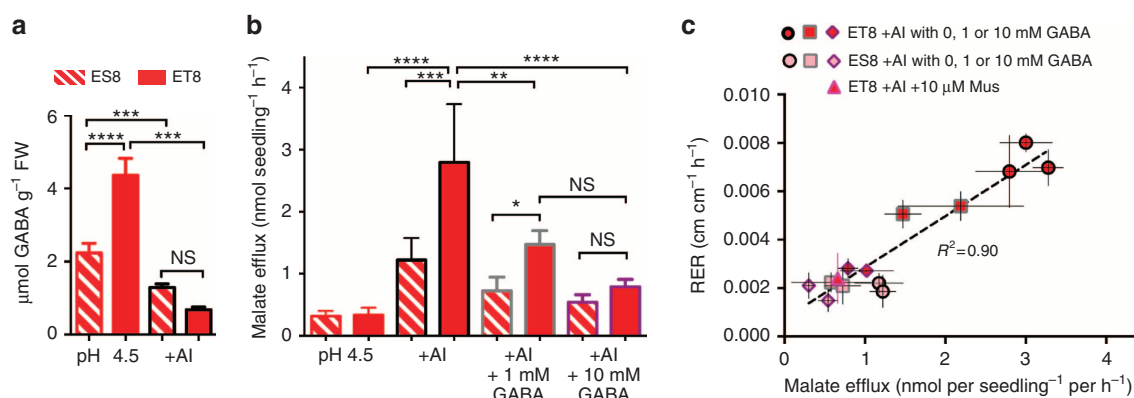 a
ES8 ET8
μmol GABA g⁻¹ FW
6
4
2
0
***
****
***
NS
pH 4.5 +Al
b
Malate efflux (nmol seedling⁻¹ h⁻¹)
4
3
2
1
0
****
***
**
****
*
NS
NS
pH 4.5 +Al +Al +Al
+ 1 mM + 10 mM
GABA GABA
c
ET8 +Al with 0, 1 or 10 mM GABA
ES8 +Al with 0, 1 or 10 mM GABA
ET8 +Al +10 μM Mus
RER (cm cm⁻¹ h⁻¹)
0.010
0.008
0.006
0.004
0.002
0.000
R²=0.90
0 1 2 3 4
Malate efflux (nmol per seedling⁻¹ per h⁻¹)